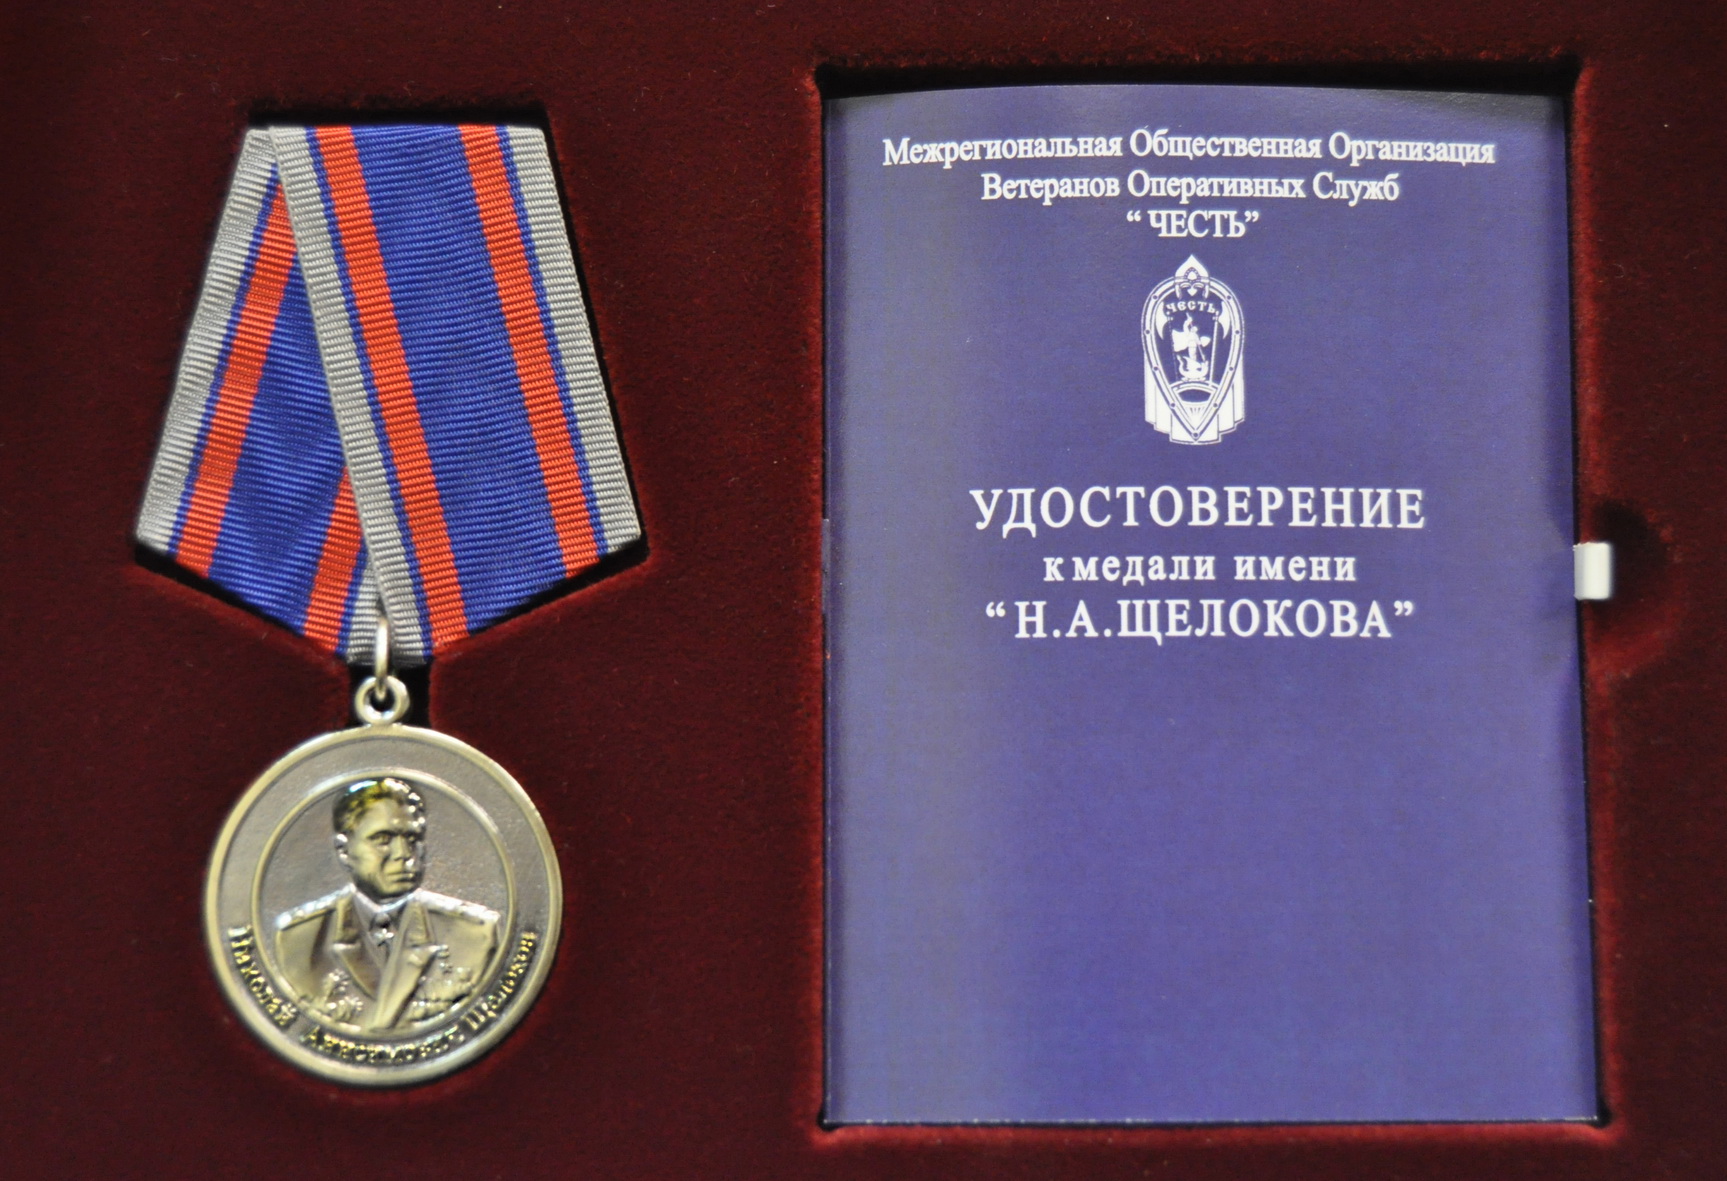 Межрегиональная Общественная Организация
Ветеранов Оперативных Служб
“ ЧЕСТЬ”
ЧЕСТЬ
УДОСТОВЕРЕНИЕ
к медали имени
“Н.А.ЩЕЛОКОВА”
Николай Анисимович Щелоков